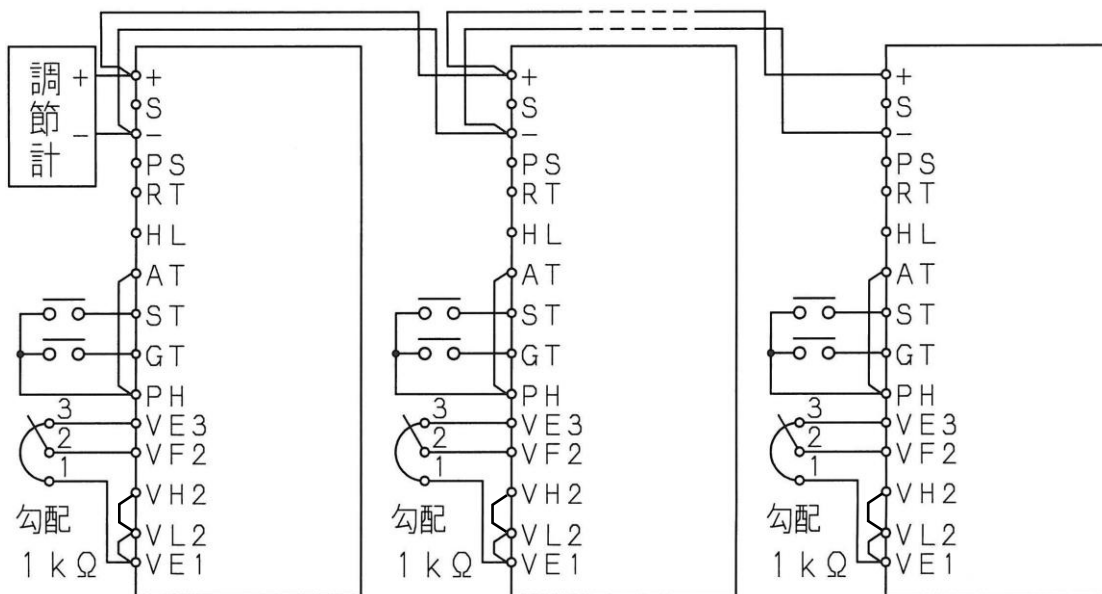 調節計
+
−
+
S
−
PS
RT
HL
AT
ST
GT
PH
VE3
VF2
VH2
VL2
VE1
3
2
1
勾配
1kΩ
+
S
−
PS
RT
HL
AT
ST
GT
PH
VE3
VF2
VH2
VL2
VE1
3
2
1
勾配
1kΩ
+
S
−
PS
RT
HL
AT
ST
GT
PH
VE3
VF2
VH2
VL2
VE1
3
2
1
勾配
1kΩ